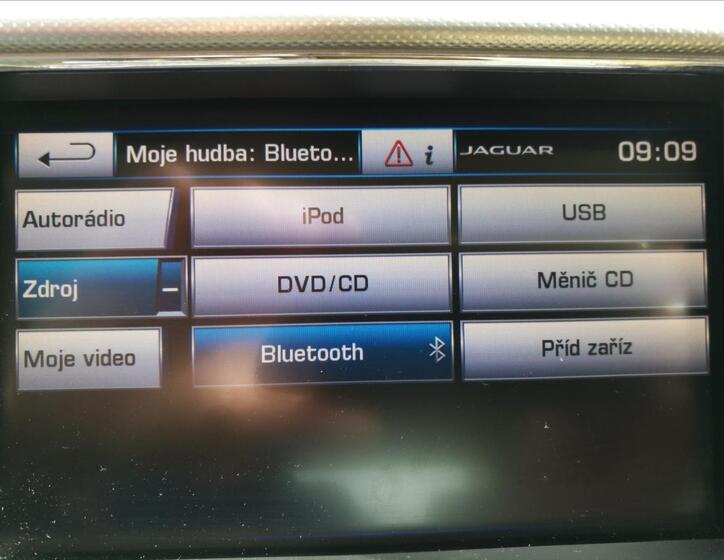 Moje hudba: Blueto... i JAGUAR 09:09
Autorádio iPod USB
Zdroj – DVD/CD Měnič CD
Moje video Bluetooth Příd zaříz